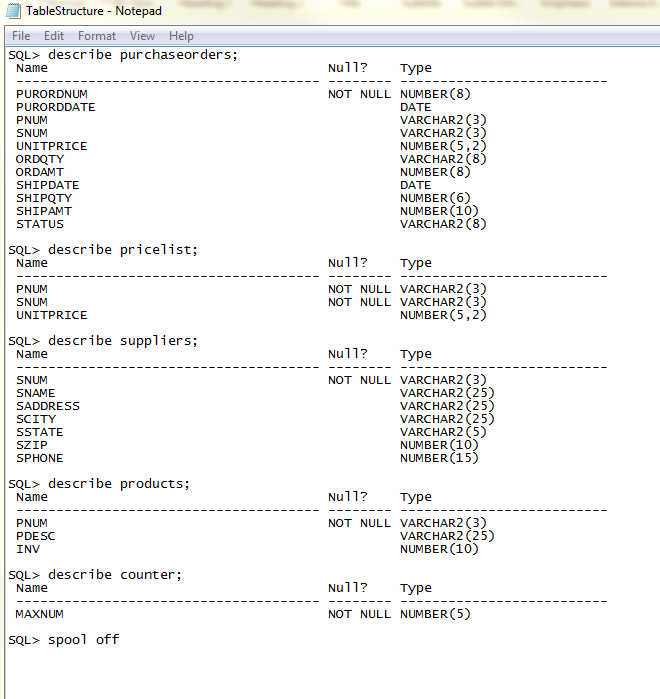 TableStructure - Notepad
File Edit Format View Help
SQL> describe purchaseorders;
Name Null? Type
----------------------------------------- -------- ----------------------------
PURORDNUM NOT NULL NUMBER(8)
PURORDDATE DATE
PNUM VARCHAR2(3)
SNUM VARCHAR2(3)
UNITPRICE NUMBER(5,2)
ORDQTY VARCHAR2(8)
ORDAMT NUMBER(8)
SHIPDATE DATE
SHIPQTY NUMBER(6)
SHIPAMT NUMBER(10)
STATUS VARCHAR2(8)
SQL> describe pricelist;
Name Null? Type
----------------------------------------- -------- ----------------------------
PNUM NOT NULL VARCHAR2(3)
SNUM NOT NULL VARCHAR2(3)
UNITPRICE NUMBER(5,2)
SQL> describe suppliers;
Name Null? Type
----------------------------------------- -------- ----------------------------
SNUM NOT NULL VARCHAR2(3)
SNAME VARCHAR2(25)
SADDRESS VARCHAR2(25)
SCITY VARCHAR2(25)
SSTATE VARCHAR2(5)
SZIP NUMBER(10)
SPHONE NUMBER(15)
SQL> describe products;
Name Null? Type
----------------------------------------- -------- ----------------------------
PNUM NOT NULL VARCHAR2(3)
PDESC VARCHAR2(25)
INV NUMBER(10)
SQL> describe counter;
Name Null? Type
----------------------------------------- -------- ----------------------------
MAXNUM NOT NULL NUMBER(5)
SQL> spool off